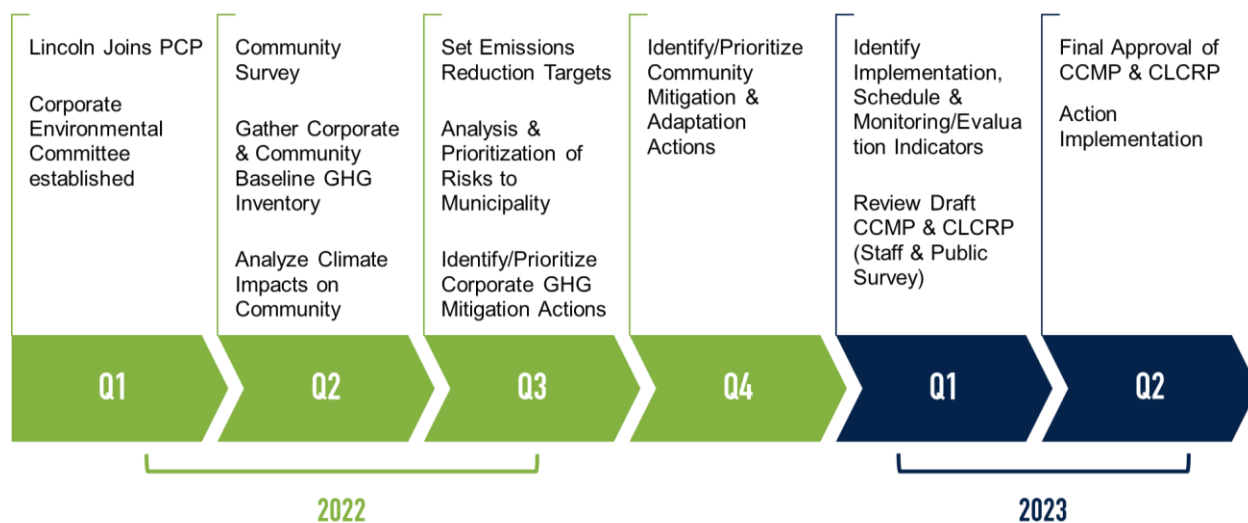 Lincoln Joins PCP
Corporate
Environmental
Committee
established
Community
Survey
Gather Corporate
& Community
Baseline GHG
Inventory
Analyze Climate
Impacts on
Community
Set Emissions
Reduction Targets
Analysis &
Prioritization of
Risks to
Municipality
Identify/Prioritize
Corporate GHG
Mitigation Actions
Identify/Prioritize
Community
Mitigation &
Adaptation
Actions
Identify
Implementation,
Schedule &
Monitoring/Evalua
tion Indicators
Review Draft
CCMP & CLCRP
(Staff & Public
Survey)
Final Approval of
CCMP & CLCRP
Action
Implementation
Q1
Q2
Q3
Q4
Q1
Q2
2022
2023